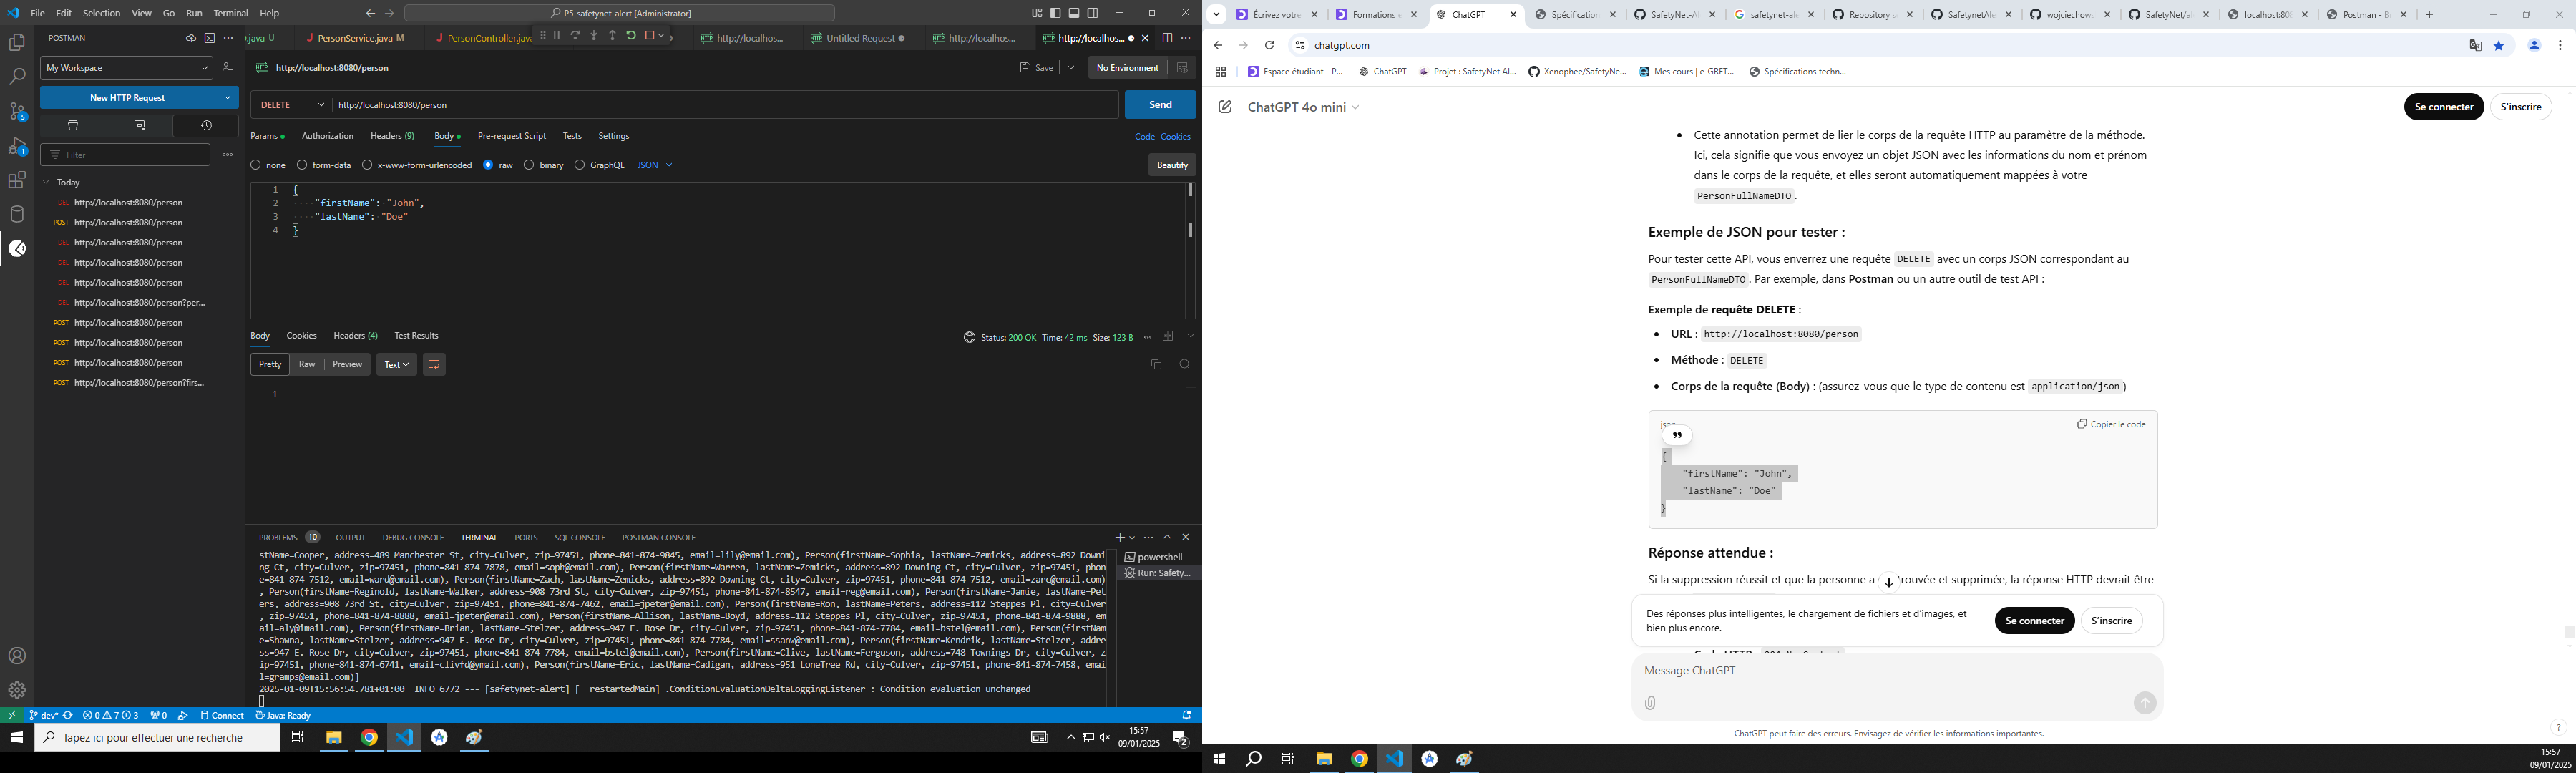 File Edit Selection View Go Run Terminal Help
P5-safetynet-alert [Administrator]
POSTMAN
.java U
PersonService.java M
PersonController.java
http://localhos...
Untitled Request
http://localhos...
http://localhos...
My Workspace
http://localhost:8080/person
Save
No Environment
New HTTP Request
DELETE
http://localhost:8080/person
Send
Params
Authorization
Headers (9)
Body
Pre-request Script
Tests
Settings
Code Cookies
Filter
none
form-data
x-www-form-urlencoded
raw
binary
GraphQL
JSON
Beautify
Today
DEL http://localhost:8080/person
POST http://localhost:8080/person
DEL http://localhost:8080/person
DEL http://localhost:8080/person
DEL http://localhost:8080/person
DEL http://localhost:8080/person?per...
POST http://localhost:8080/person
POST http://localhost:8080/person
POST http://localhost:8080/person
POST http://localhost:8080/person?firs...
1 {
2 "firstName": "John",
3 "lastName": "Doe"
4 }
Body Cookies Headers (4) Test Results
Status: 200 OK Time: 42 ms Size: 123 B
Pretty Raw Preview Text
1
PROBLEMS 10 OUTPUT DEBUG CONSOLE TERMINAL PORTS SQL CONSOLE POSTMAN CONSOLE
powershell
Run: Safety...
stName=Cooper, address=489 Manchester St, city=Culver, zip=97451, phone=841-874-9845, email=lily@email.com), Person(firstName=Sophia, lastName=Zemicks, address=892 Downi
ng Ct, city=Culver, zip=97451, phone=841-874-7878, email=soph@email.com), Person(firstName=Warren, lastName=Zemicks, address=892 Downing Ct, city=Culver, zip=97451, phon
e=841-874-7512, email=ward@email.com), Person(firstName=Zach, lastName=Zemicks, address=892 Downing Ct, city=Culver, zip=97451, phone=841-874-7512, email=zarc@email.com)
, Person(firstName=Reginold, lastName=Walker, address=908 73rd St, city=Culver, zip=97451, phone=841-874-8547, email=reg@email.com), Person(firstName=Jamie, lastName=Pet
ers, address=908 73rd St, city=Culver, zip=97451, phone=841-874-7462, email=jpeter@email.com), Person(firstName=Ron, lastName=Peters, address=112 Steppes Pl, city=Culver
, zip=97451, phone=841-874-8888, email=jpeter@email.com), Person(firstName=Allison, lastName=Boyd, address=112 Steppes Pl, city=Culver, zip=97451, phone=841-874-9888, em
ail=aly@imail.com), Person(firstName=Brian, lastName=Stelzer, address=947 E. Rose Dr, city=Culver, zip=97451, phone=841-874-7784, email=bstel@email.com), Person(firstNam
e=Shawna, lastName=Stelzer, address=947 E. Rose Dr, city=Culver, zip=97451, phone=841-874-7784, email=ssanw@email.com), Person(firstName=Kendrik, lastName=Stelzer, addre
ss=947 E. Rose Dr, city=Culver, zip=97451, phone=841-874-7784, email=bstel@email.com), Person(firstName=Clive, lastName=Ferguson, address=748 Townings Dr, city=Culver, z
ip=97451, phone=841-874-6741, email=clivfd@ymail.com), Person(firstName=Eric, lastName=Cadigan, address=951 LoneTree Rd, city=Culver, zip=97451, phone=841-874-7458, emai
l=gramps@email.com)]
2025-01-09T15:56:54.781+01:00 INFO 6772 --- [safetynet-alert] [ restartedMain] .ConditionEvaluationDeltaLoggingListener : Condition evaluation unchanged
dev* 0 7 3 0 Connect Java: Ready
Tapez ici pour effectuer une recherche
15:57
09/01/2025
2
Écrivez votre
Formations e
ChatGPT
Spécification
SafetyNet-Al
safetynet-ale
Repository se
SafetynetAle
wojciechows
SafetyNet/al
localhost:808
Postman - Ba
chatgpt.com
Espace étudiant - P...
ChatGPT
Projet : SafetyNet Al...
Xenophee/SafetyNe...
Mes cours | e-GRET...
Spécifications techn...
ChatGPT 4o mini
Se connecter
S'inscrire
Cette annotation permet de lier le corps de la requête HTTP au paramètre de la méthode.
Ici, cela signifie que vous envoyez un objet JSON avec les informations du nom et prénom
dans le corps de la requête, et elles seront automatiquement mappées à votre
PersonFullNameDTO.
Exemple de JSON pour tester :
Pour tester cette API, vous enverrez une requête DELETE avec un corps JSON correspondant au
PersonFullNameDTO. Par exemple, dans Postman ou un autre outil de test API :
Exemple de requête DELETE :
URL : http://localhost:8080/person
Méthode : DELETE
Corps de la requête (Body) : (assurez-vous que le type de contenu est application/json)
json
Copier le code
{
"firstName": "John",
"lastName": "Doe"
}
Réponse attendue :
Si la suppression réussit et que la personne a trouvée et supprimée, la réponse HTTP devrait être
Des réponses plus intelligentes, le chargement de fichiers et d'images, et
bien plus encore.
Se connecter
S'inscrire
Message ChatGPT
ChatGPT peut faire des erreurs. Envisagez de vérifier les informations importantes.
?
15:57
09/01/2025